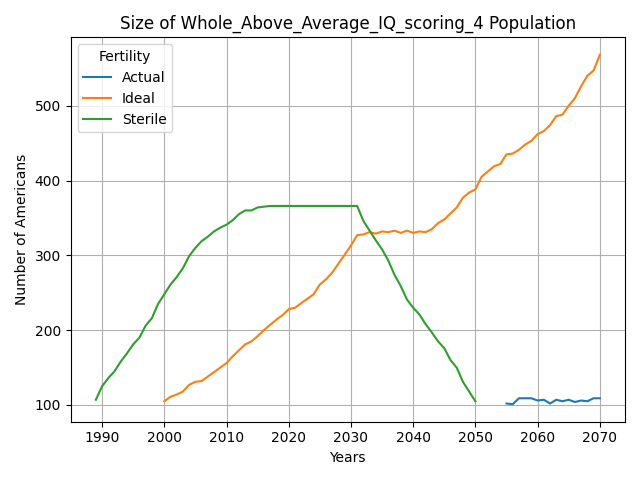 Size of Whole_Above_Average_IQ_scoring_4 Population
Fertility
Actual
Ideal
Sterile
Number of Americans
500
400
300
200
100
1990 2000 2010 2020 2030 2040 2050 2060 2070
Years